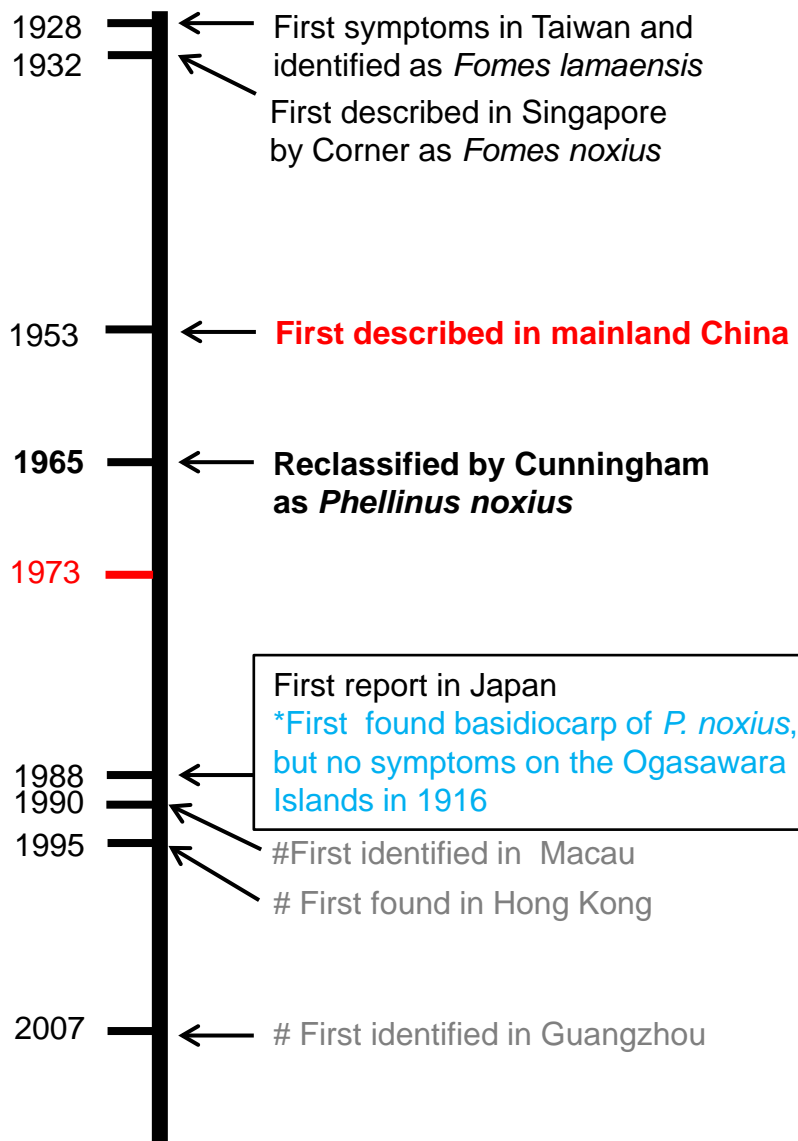 1928
First symptoms in Taiwan and
identified as Fomes lamaensis
1932
First described in Singapore
by Corner as Fomes noxius
1953
First described in mainland China
1965
Reclassified by Cunningham
as Phellinus noxius
1973
First report in Japan
*First found basidiocarp of P. noxius,
but no symptoms on the Ogasawara
Islands in 1916
1988
1990
#First identified in Macau
1995
# First found in Hong Kong
2007
# First identified in Guangzhou